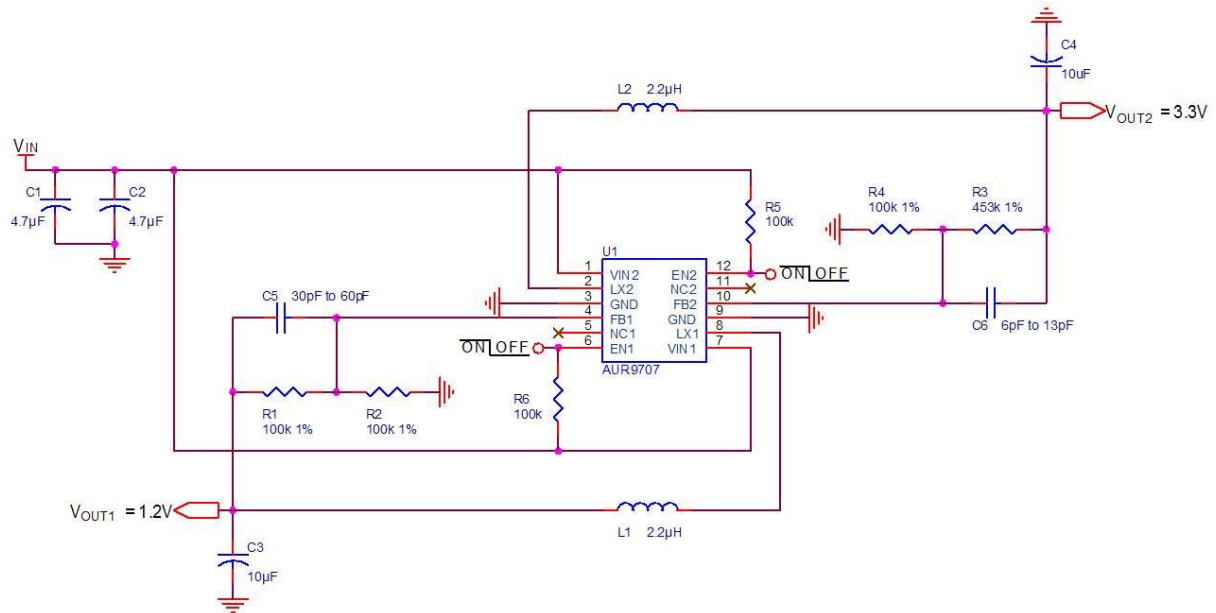 C4
10uF
L2 2.2µH
VOUT2 = 3.3V
VIN
C1
4.7µF
C2
4.7µF
R5
100k
R4
100k 1%
R3
453k 1%
U1
1 VIN2
2 LX2
3 GND
4 FB1
5 NC1
6 EN1
EN2 12
NC2 11
FB2 10
GND 9
LX1 8
VIN1 7
AUR9707
ON OFF
C5 30pF to 60pF
C6 6pF to 13pF
ON OFF
R1
100k 1%
R2
100k 1%
R6
100k
VOUT1 = 1.2V
L1 2.2µH
C3
10µF